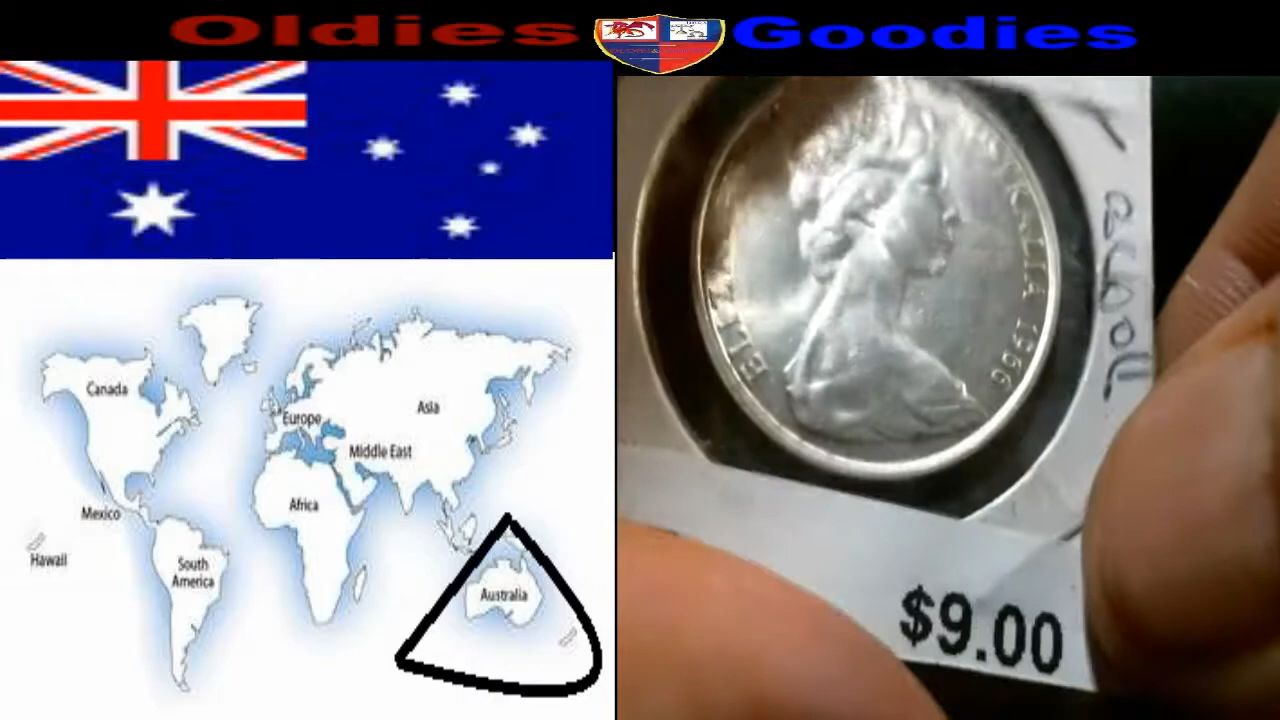 Oldies Goodies
Canada
Europe
Asia
Middle East
Africa
Mexico
Hawaii
South
America
Australia
1966
$9.00